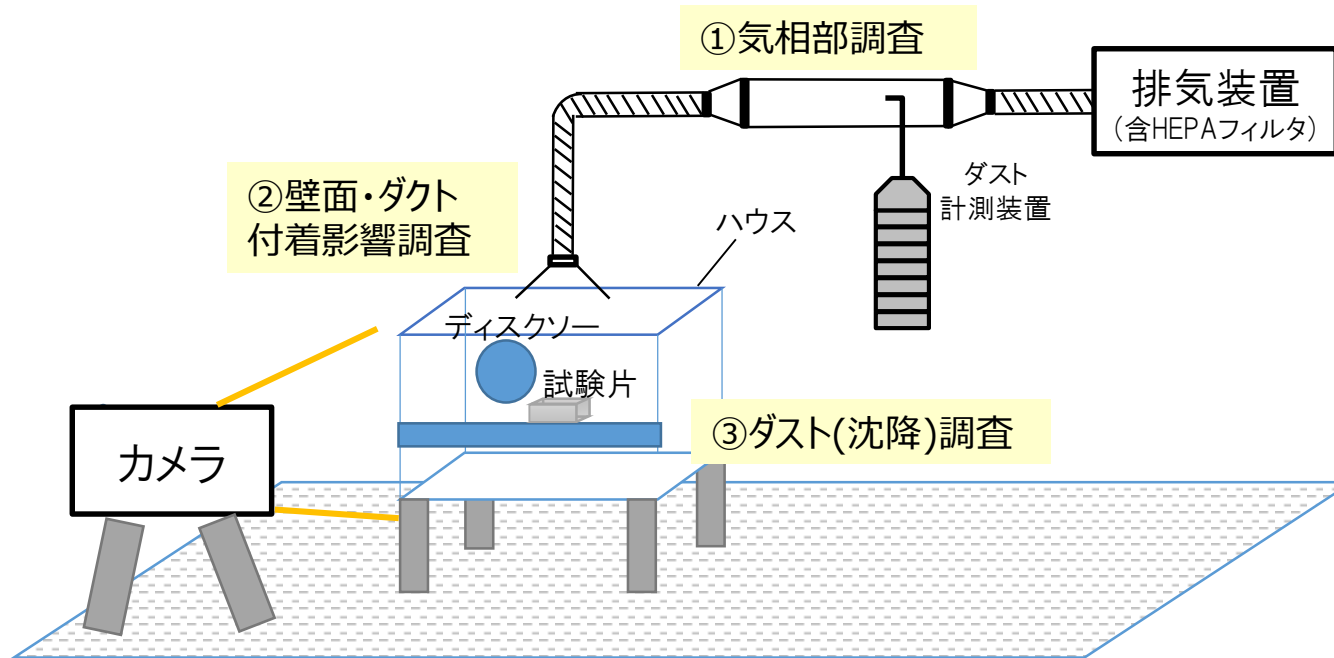 ①気相部調査
排気装置
(含HEPAフィルタ)
ダスト
計測装置
②壁面・ダクト
付着影響調査
ハウス
ディスクソー
試験片
③ダスト(沈降)調査
カメラ